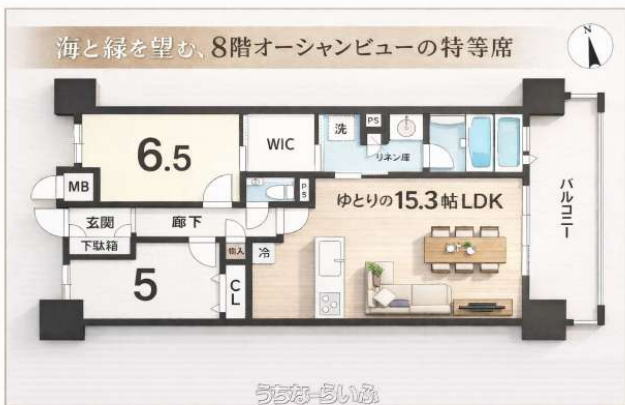 海と緑を望む、8階オーシャンビューの特等席
6.5
WIC
洗
PS
リネン庫
MB
PS
ゆとりの15.3帖LDK
バルコニー
玄関
廊下
下駄箱
物入
冷
5
CL
うちなーらいふ